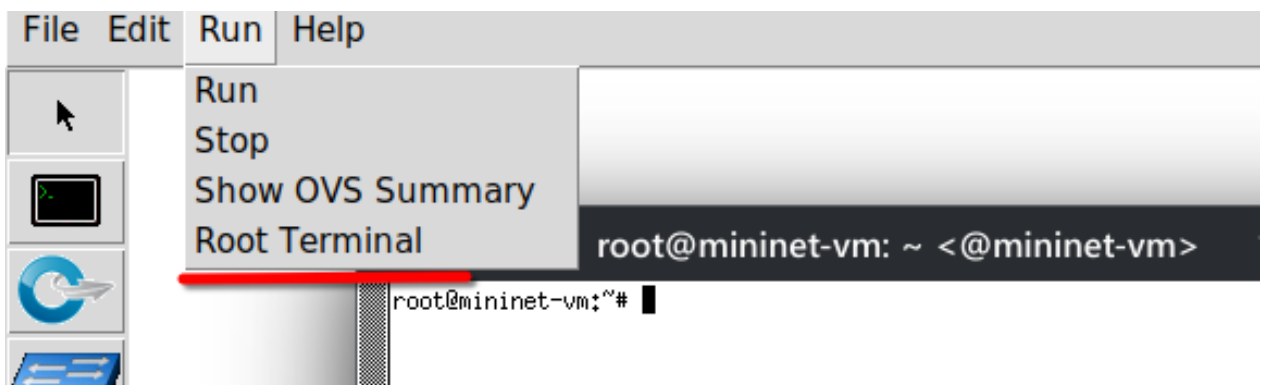 File Edit Run Help
Run
Stop
Show OVS Summary
Root Terminal
root@mininet-vm: ~ <@mininet-vm>
root@mininet-vm:~#